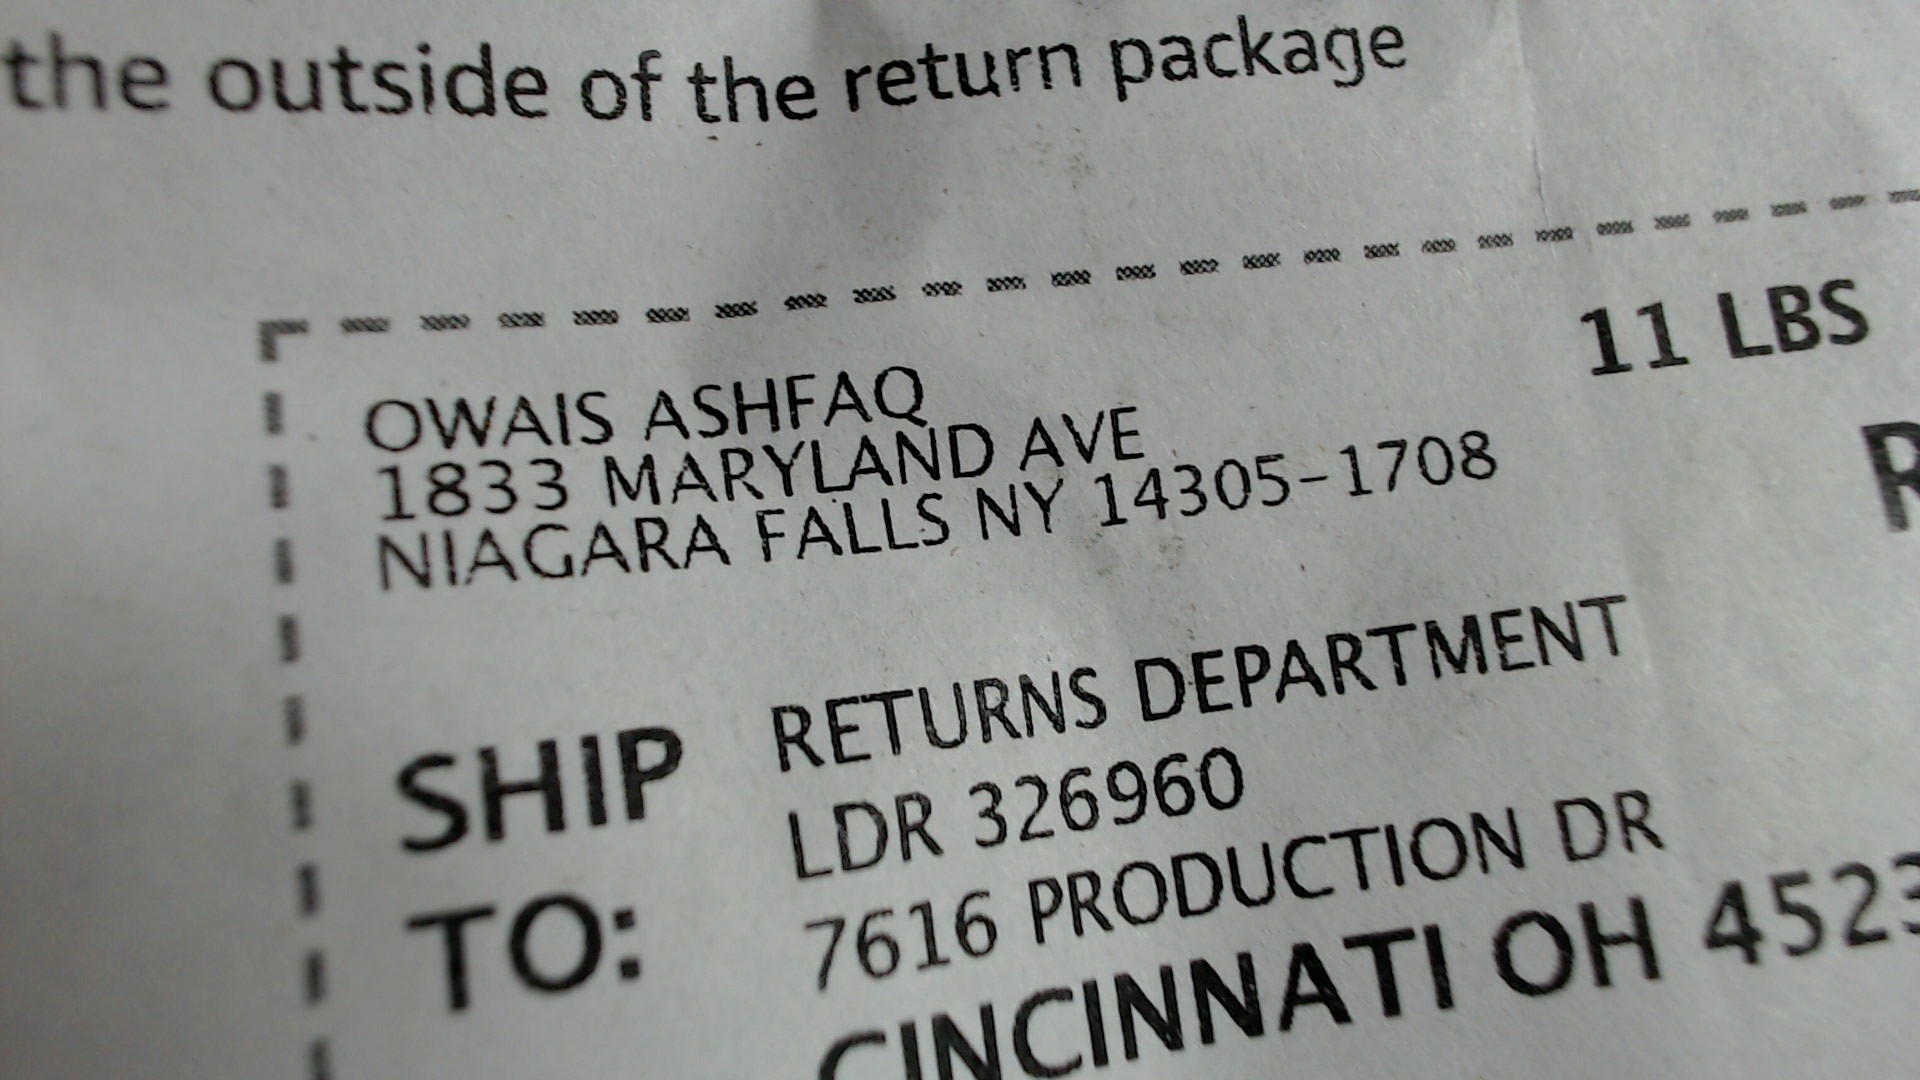 the outside of the return package
11 LBS
OWAIS ASHFAQ
1833 MARYLAND AVE
NIAGARA FALLS NY 14305-1708
R
SHIP TO:
RETURNS DEPARTMENT
LDR 326960
7616 PRODUCTION DR
CINCINNATI OH 4523